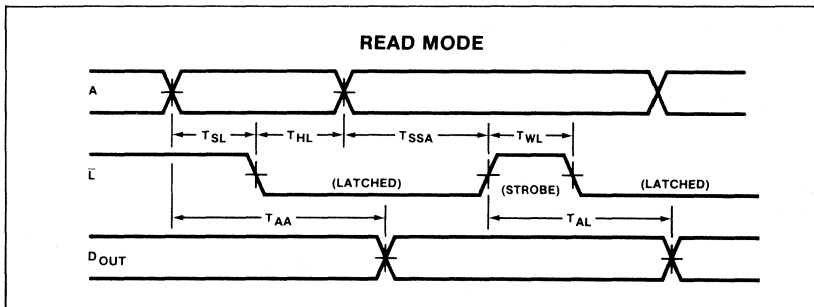 READ MODE
A
T_SL T_HL T_SSA T_WL
L̅
(LATCHED) (STROBE) (LATCHED)
T_AA T_AL
D_OUT